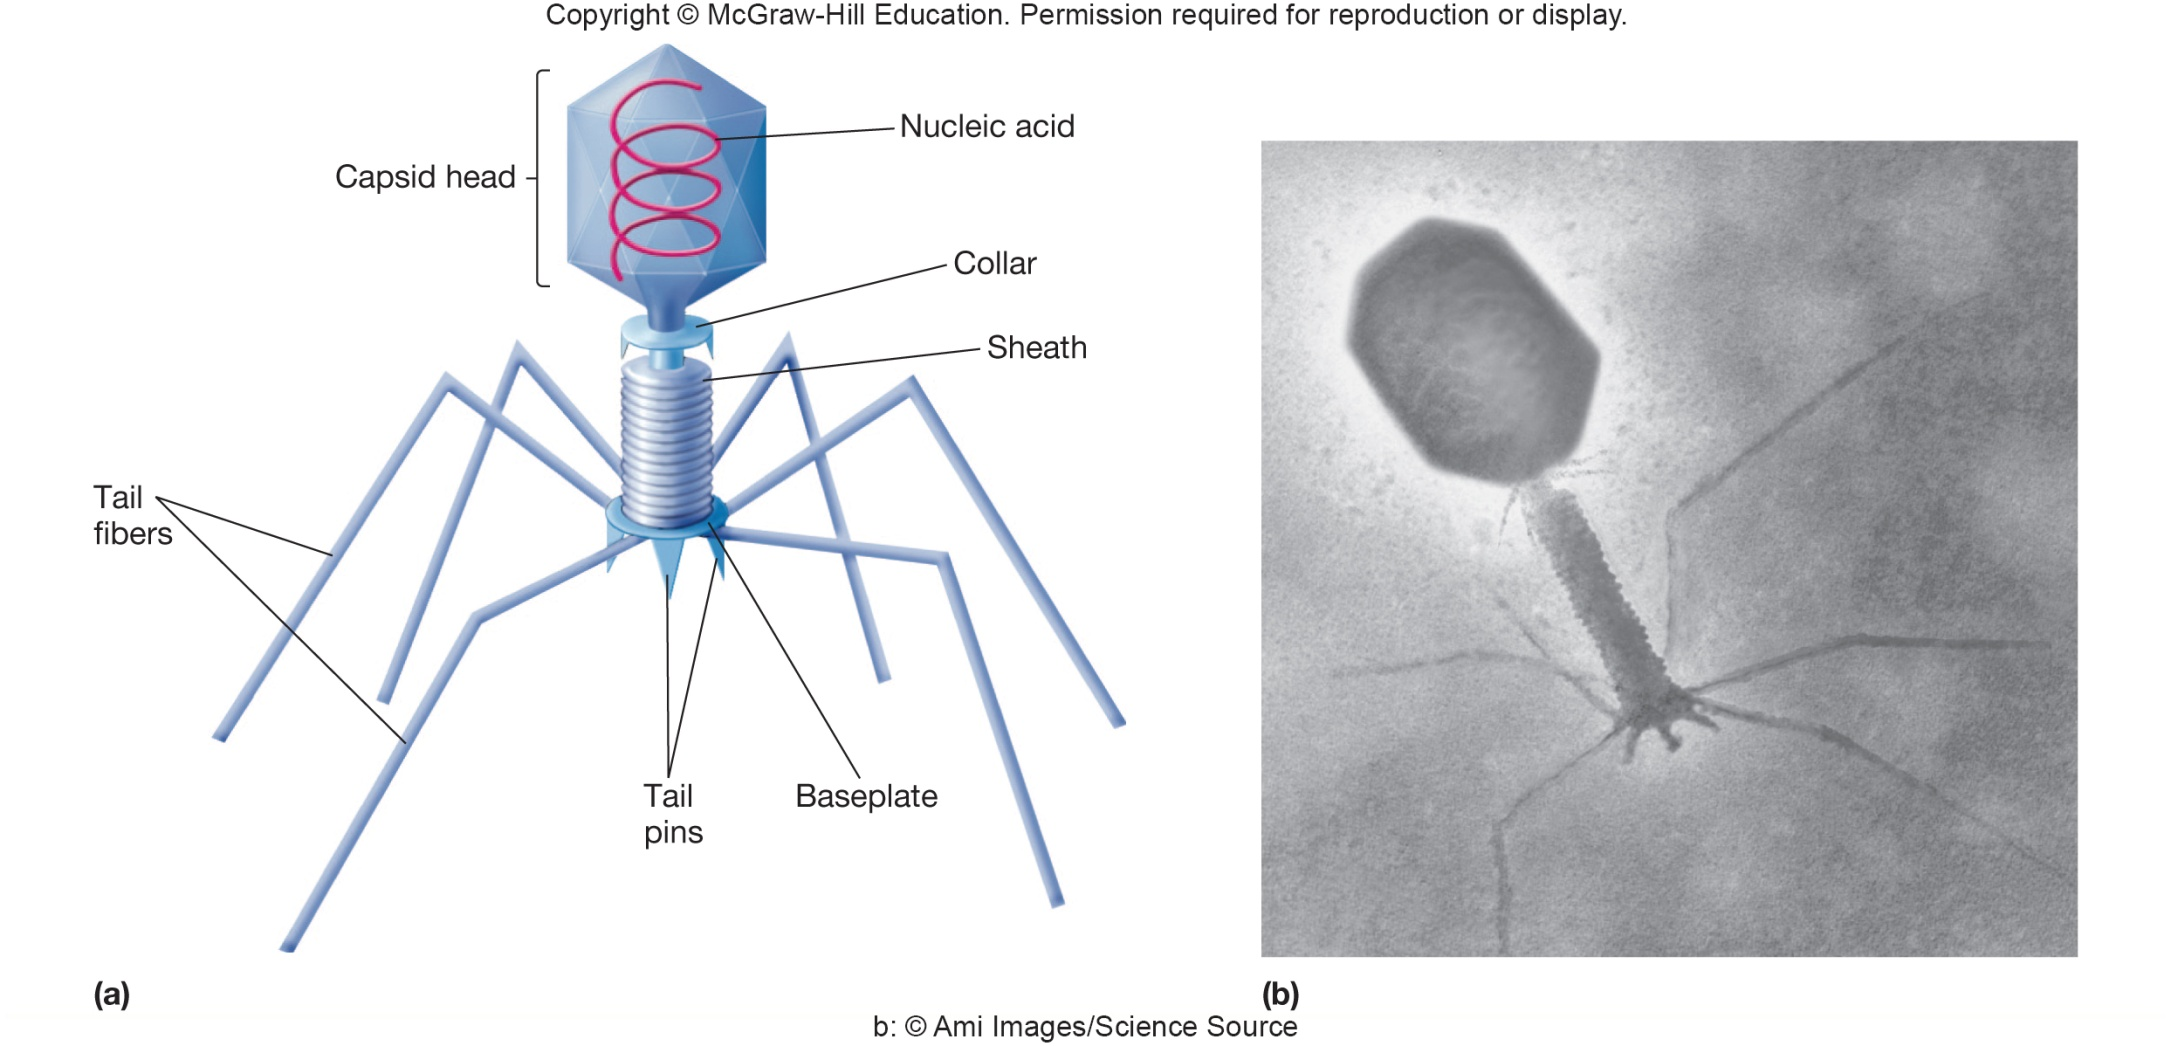 Copyright © McGraw-Hill Education. Permission required for reproduction or display.
Nucleic acid
Capsid head
Collar
Sheath
Tail
fibers
Tail
pins
Baseplate
(a)
(b)
b: © Ami Images/Science Source